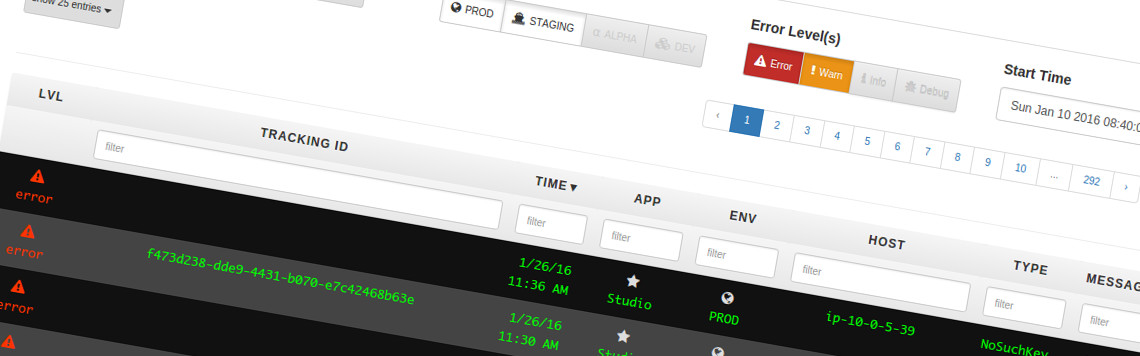 Show 25 entries
PROD STAGING α ALPHA DEV
Error Level(s)
Error Warn Info Debug
Start Time
Sun Jan 10 2016 08:40:0
‹ 1 2 3 4 5 6 7 8 9 10 ... 292 ›
LVL TRACKING ID TIME▼ APP ENV HOST TYPE MESSAG
filter filter filter filter filter filter filter
error 1/26/16 11:36 AM Studio PROD ip-10-0-5-39 NoSuchKey
error f473d238-dde9-4431-b070-e7c42468b63e 1/26/16 11:30 AM
error